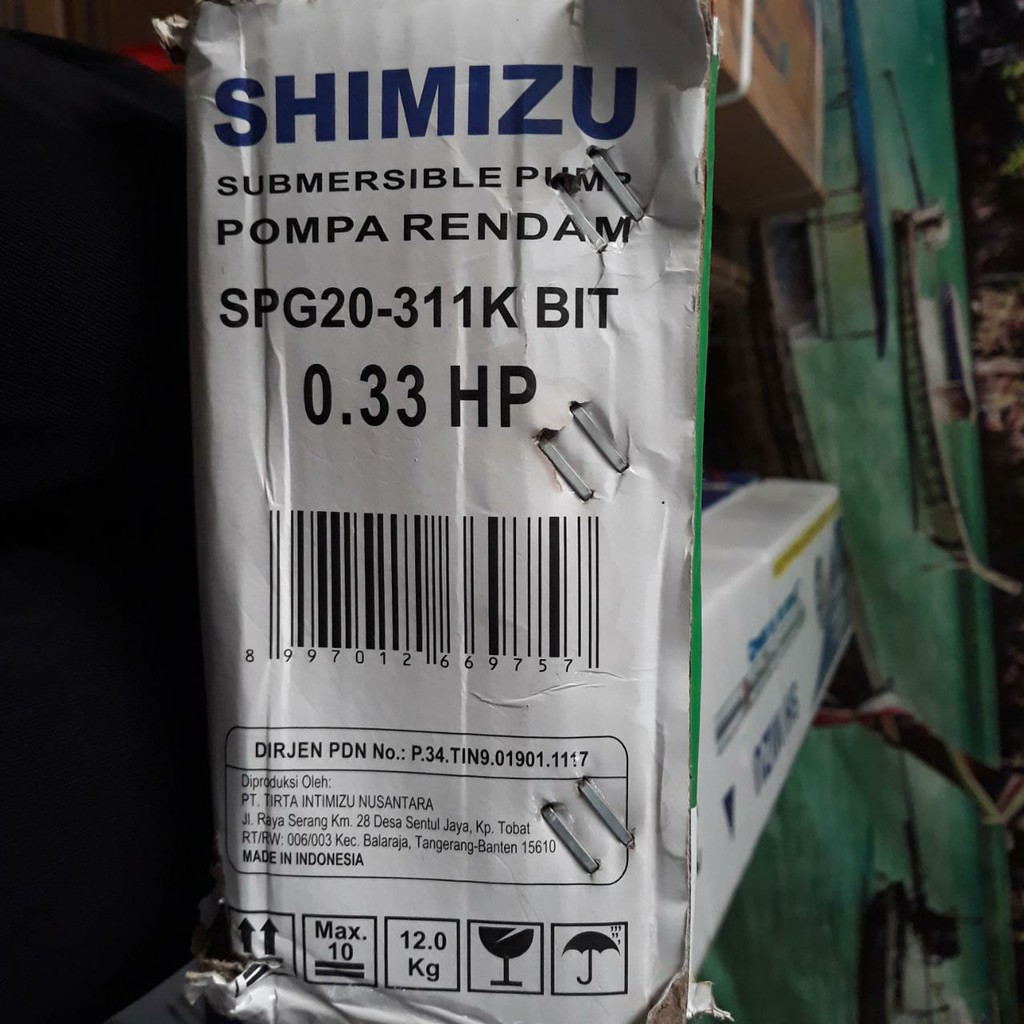 SHIMIZU
SUBMERSIBLE PUMP
POMPA RENDAM
SPG20-311K BIT
0.33 HP
8 997012 669757
DIRJEN PDN No.: P.34.TIN9.01901.1117
Diproduksi Oleh:
PT. TIRTA INTIMIZU NUSANTARA
Jl. Raya Serang Km. 28 Desa Sentul Jaya, Kp. Tobat
RT/RW: 006/003 Kec. Balaraja, Tangerang-Banten 15610
MADE IN INDONESIA
Max.
10
12.0
Kg
SHIMIZU